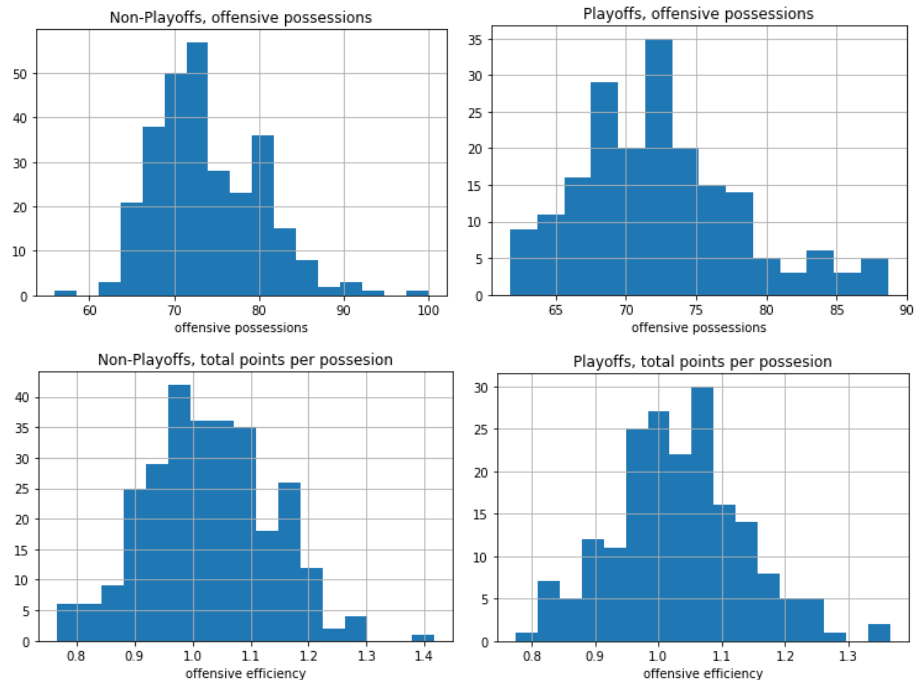 Non-Playoffs, offensive possessions
50
40
30
20
10
0
60 70 80 90 100
offensive possessions
Playoffs, offensive possessions
35
30
25
20
15
10
5
0
65 70 75 80 85 90
offensive possessions
Non-Playoffs, total points per possesion
40
35
30
25
20
15
10
5
0
0.8 0.9 1.0 1.1 1.2 1.3 1.4
offensive efficiency
Playoffs, total points per possesion
30
25
20
15
10
5
0
0.8 0.9 1.0 1.1 1.2 1.3
offensive efficiency